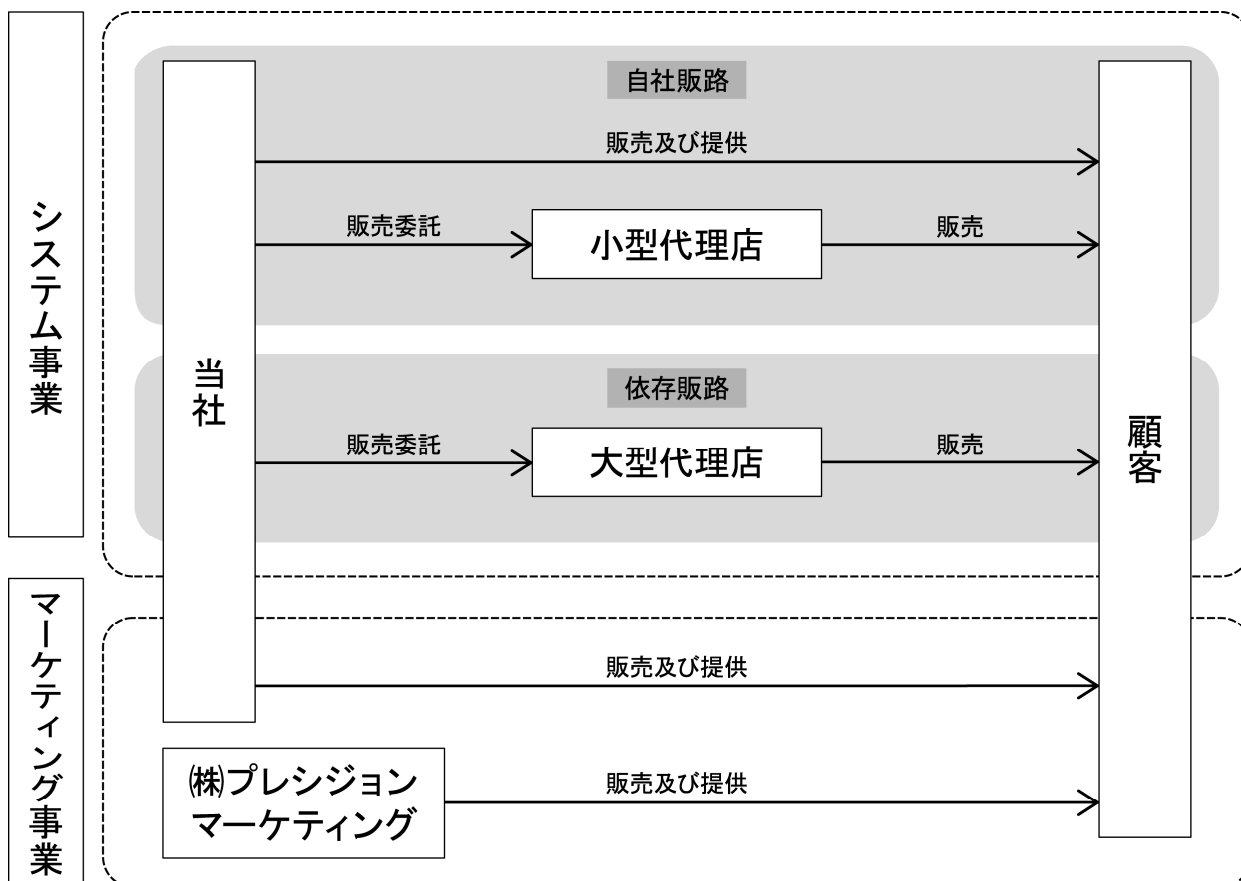 システム事業
自社販路
販売及び提供
販売委託
小型代理店
販売
依存販路
販売委託
大型代理店
販売
当社
顧客
マーケティング事業
販売及び提供
㈱プレシジョン
マーケティング
販売及び提供